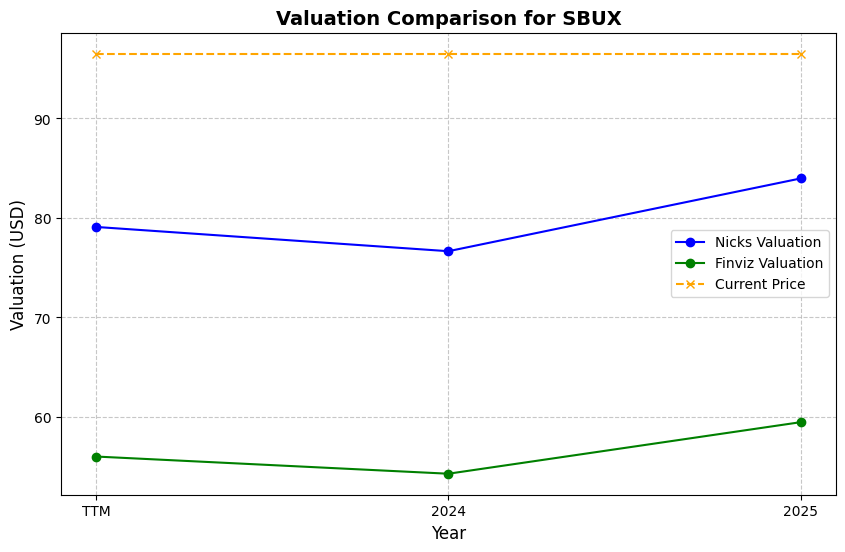 Valuation Comparison for SBUX
Valuation (USD)
90
80
70
60
Nicks Valuation
Finviz Valuation
Current Price
TTM 2024 2025
Year